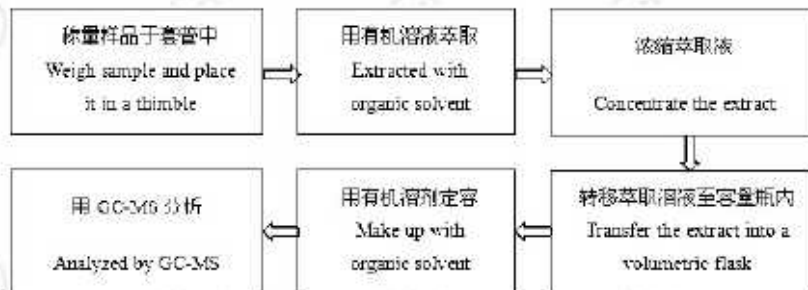 称量样品于套管中
Weigh sample and place
it in a thimble
用有机溶液萃取
Extracted with
organic solvent
浓缩萃取液
Concentrate the extract
转移萃取溶液至容量瓶内
Transfer the extract into a
volumetric flask
用有机溶剂定容
Make up with
organic solvent
用 GC-MS 分析
Analyzed by GC-MS